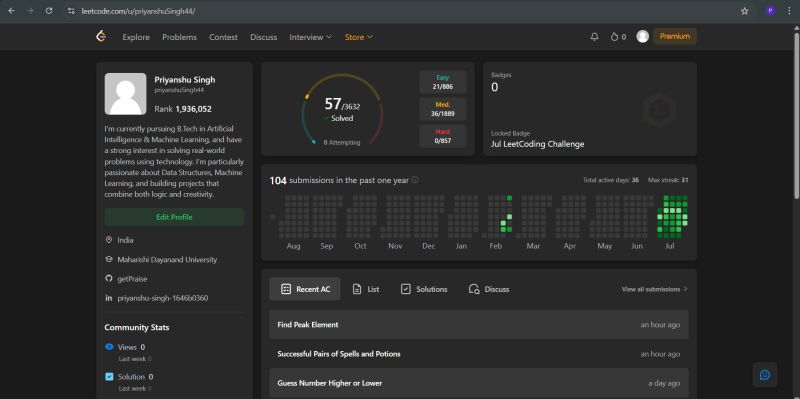 leetcode.com/u/priyanshuSingh44/
P
Explore Problems Contest Discuss Interview Store
0
Premium
Priyanshu Singh
priyanshuSingh44
Rank 1,936,052
I'm currently pursuing B.Tech in Artificial
Intelligence & Machine Learning, and have
a strong interest in solving real-world
problems using technology. I'm particularly
passionate about Data Structures, Machine
Learning, and building projects that
combine both logic and creativity.
Edit Profile
India
Maharishi Dayanand University
getPraise
in priyanshu-singh-1646b0360
Community Stats
Views 0
Last week 0
Solution 0
Last week 0
57/3632
Solved
0 Attempting
Easy
21/886
Med.
36/1889
Hard
0/857
Badges
0
Locked Badge
Jul LeetCoding Challenge
104 submissions in the past one year
Total active days: 36 Max streak: 31
Aug Sep Oct Nov Dec Jan Feb Mar Apr May Jun Jul
Recent AC List Solutions Discuss
View all submissions >
Find Peak Element an hour ago
Successful Pairs of Spells and Potions an hour ago
Guess Number Higher or Lower a day ago